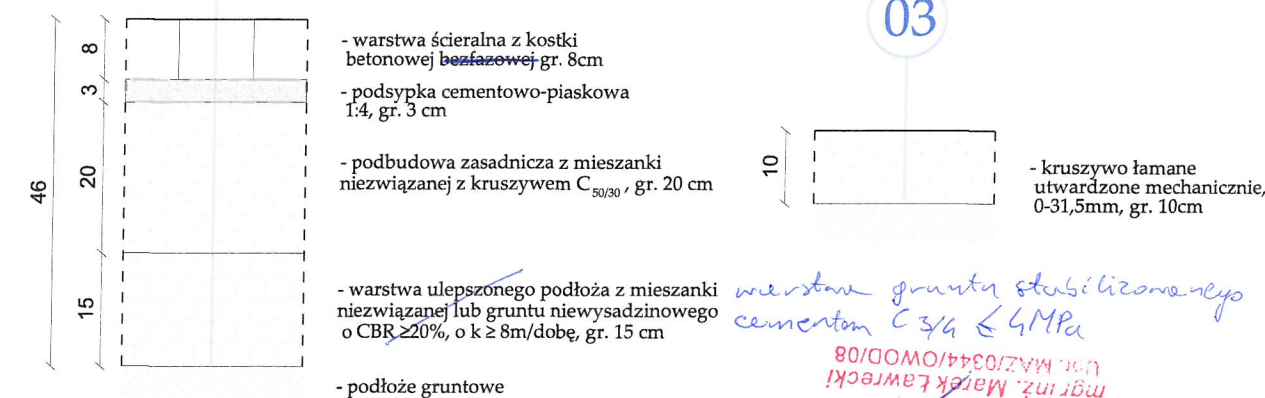 03
8
3
20
15
46
- warstwa ścieralna z kostki
betonowej bezfazowej gr. 8cm
- podsypka cementowo-piaskowa
1:4, gr. 3 cm
- podbudowa zasadnicza z mieszanki
niezwiązanej z kruszywem C50/30 , gr. 20 cm
- warstwa ulepszonego podłoża z mieszanki
niezwiązanej lub gruntu niewysadzinowego
o CBR ≥20%, o k ≥ 8m/dobę, gr. 15 cm
- podłoże gruntowe
10
- kruszywo łamane
utwardzone mechanicznie,
0-31,5mm, gr. 10cm
warstwa gruntu stabilizowanego
cementem C 3/4 ≤ 4MPa
mgr inż. Marek Ławrecki
Upr. MAZ/0344/OWOD/08